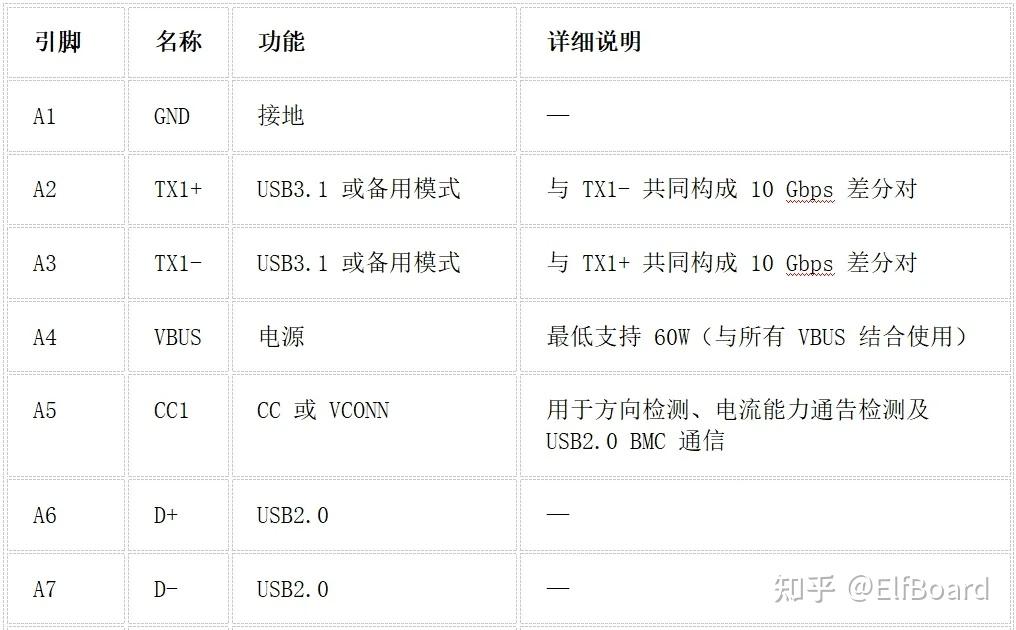 引脚 名称 功能 详细说明
A1 GND 接地 —
A2 TX1+ USB3.1 或备用模式 与 TX1- 共同构成 10 Gbps 差分对
A3 TX1- USB3.1 或备用模式 与 TX1+ 共同构成 10 Gbps 差分对
A4 VBUS 电源 最低支持 60W（与所有 VBUS 结合使用）
A5 CC1 CC 或 VCONN 用于方向检测、电流能力通告检测及
USB2.0 BMC 通信
A6 D+ USB2.0 —
A7 D- USB2.0 —
知乎 @ElfBoard